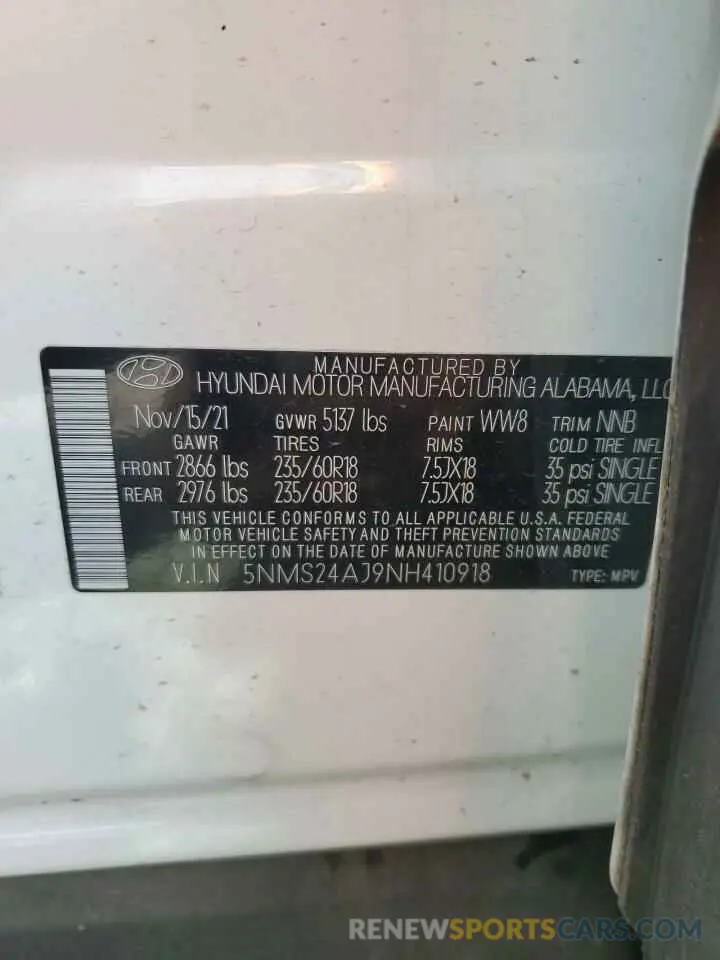 MANUFACTURED BY
HYUNDAI MOTOR MANUFACTURING ALABAMA, LLC
Nov/15/21 GVWR 5137 lbs PAINT WW8 TRIM NNB
GAWR TIRES RIMS COLD TIRE INFL
FRONT 2866 lbs 235/60R18 7.5JX18 35 psi SINGLE
REAR 2976 lbs 235/60R18 7.5JX18 35 psi SINGLE
THIS VEHICLE CONFORMS TO ALL APPLICABLE U.S.A. FEDERAL
MOTOR VEHICLE SAFETY AND THEFT PREVENTION STANDARDS
IN EFFECT ON THE DATE OF MANUFACTURE SHOWN ABOVE
V.I.N 5NMS24AJ9NH410918 TYPE: MPV
RENEWSPORTSCARS.COM